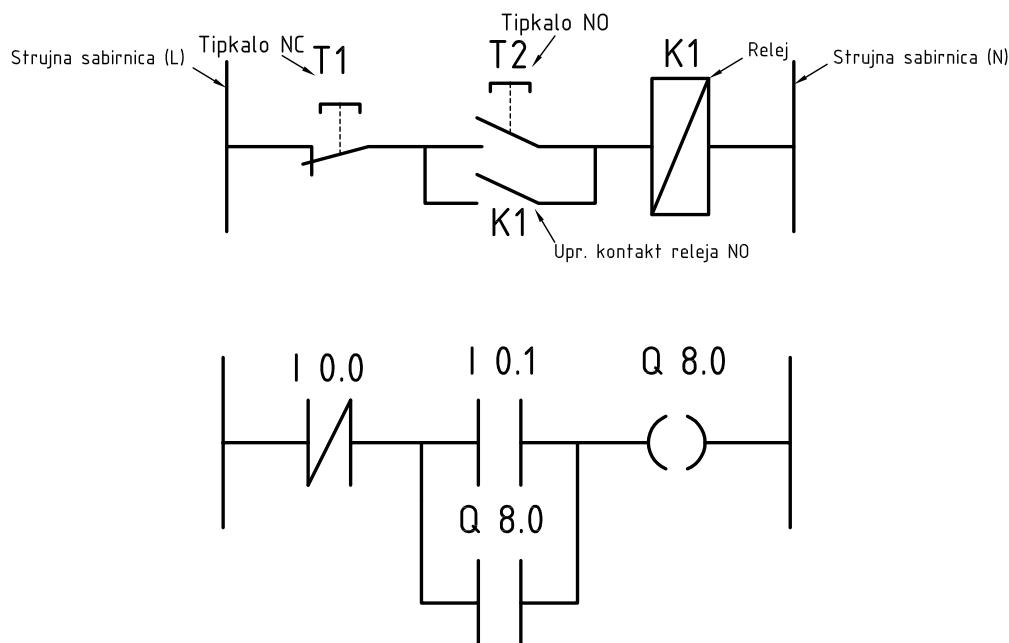 Tipkalo NO
Strujna sabirnica (L)
Tipkalo NC
T1
T2
K1
Relej
Strujna sabirnica (N)
K1
Upr. kontakt releja NO
I 0.0
I 0.1
Q 8.0
Q 8.0